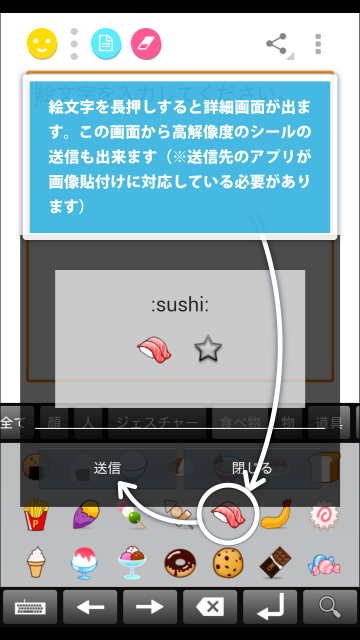 絵文字を入力してください。
絵文字を長押しすると詳細画面が出ま
す。この画面から高解像度のシールの
送信も出来ます（※送信先のアプリが
画像貼付けに対応している必要があり
ます）
:sushi:
全て 顔 人 ジェスチャー 食べ物 物 道具
送信 閉じる
P